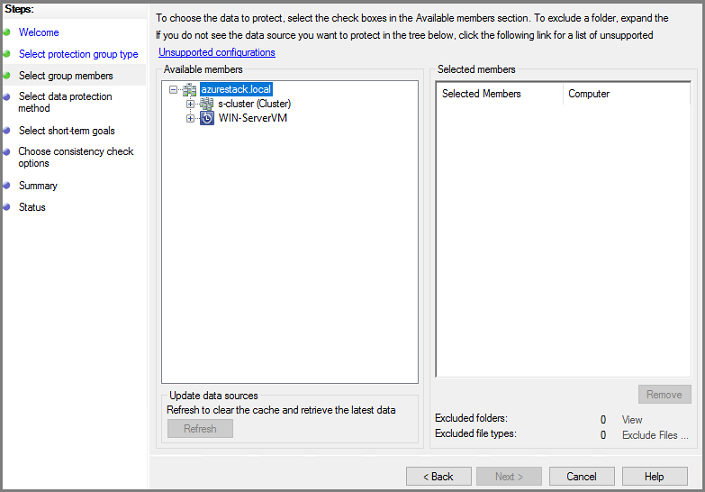 Steps:
Welcome
Select protection group type
Select group members
Select data protection
method
Select short-term goals
Choose consistency check
options
Summary
Status
To choose the data to protect, select the check boxes in the Available members section. To exclude a folder, expand the
If you do not see the data source you want to protect in the tree below, click the following link for a list of unsupported
Unsupported configurations
Available members
azurestack.local
s-cluster (Cluster)
WIN-ServerVM
Update data sources
Refresh to clear the cache and retrieve the latest data
Refresh
Selected members
Selected Members Computer
Remove
Excluded folders: 0 View
Excluded file types: 0 Exclude Files ...
< Back Next > Cancel Help